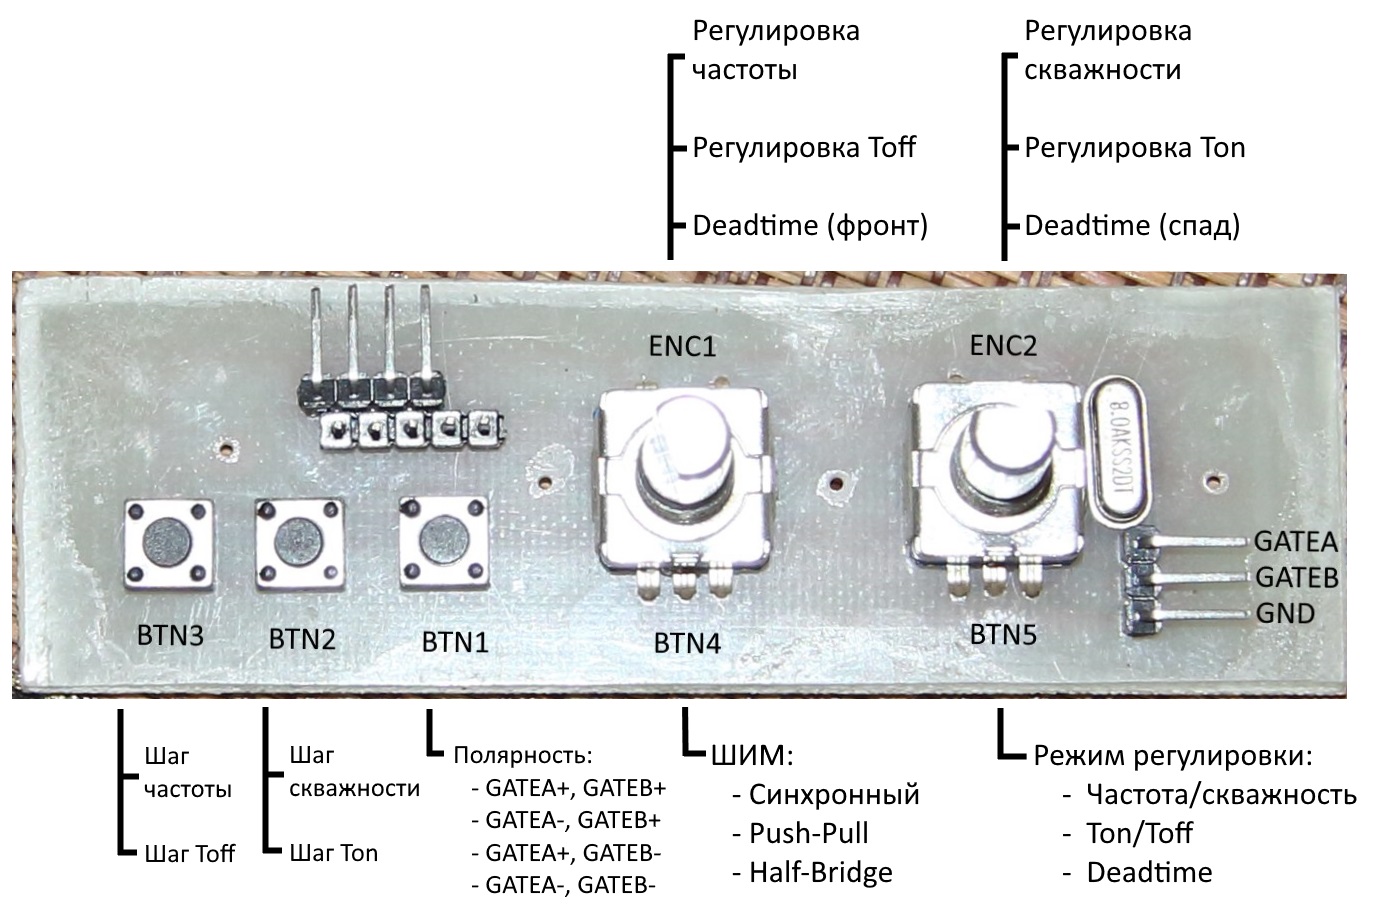 Регулировка
частоты
Регулировка Toff
Deadtime (фронт)
Регулировка
скважности
Регулировка Ton
Deadtime (спад)
ENC1
ENC2
8.0AKSS2DT
GATEA
GATEB
GND
BTN3
BTN2
BTN1
BTN4
BTN5
Шаг
частоты
Шаг Toff
Шаг
скважности
Шаг Ton
Полярность:
- GATEA+, GATEB+
- GATEA-, GATEB+
- GATEA+, GATEB-
- GATEA-, GATEB-
ШИМ:
- Синхронный
- Push-Pull
- Half-Bridge
Режим регулировки:
- Частота/скважность
- Ton/Toff
- Deadtime